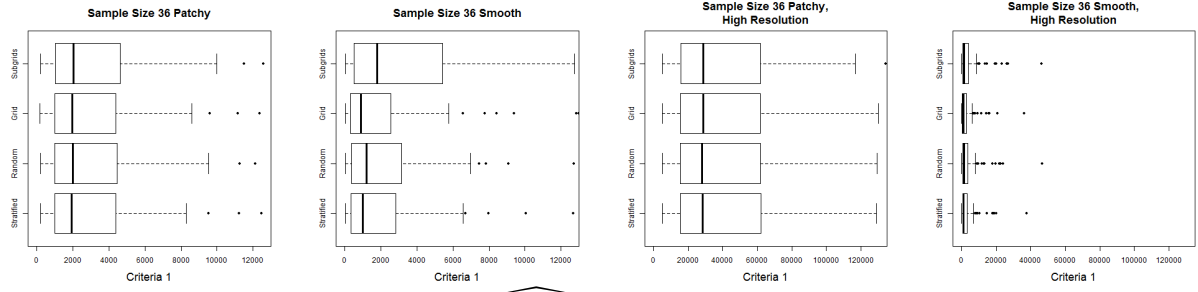 Sample Size 36 Patchy
Subgrids
Grid
Random
Stratified
0 2000 4000 6000 8000 10000 12000
Criteria 1
Sample Size 36 Smooth
Subgrids
Grid
Random
Stratified
0 2000 4000 6000 8000 10000 12000
Criteria 1
Sample Size 36 Patchy,
High Resolution
Subgrids
Grid
Random
Stratified
0 20000 40000 60000 80000 100000 120000
Criteria 1
Sample Size 36 Smooth,
High Resolution
Subgrids
Grid
Random
Stratified
0 20000 40000 60000 80000 100000 120000
Criteria 1